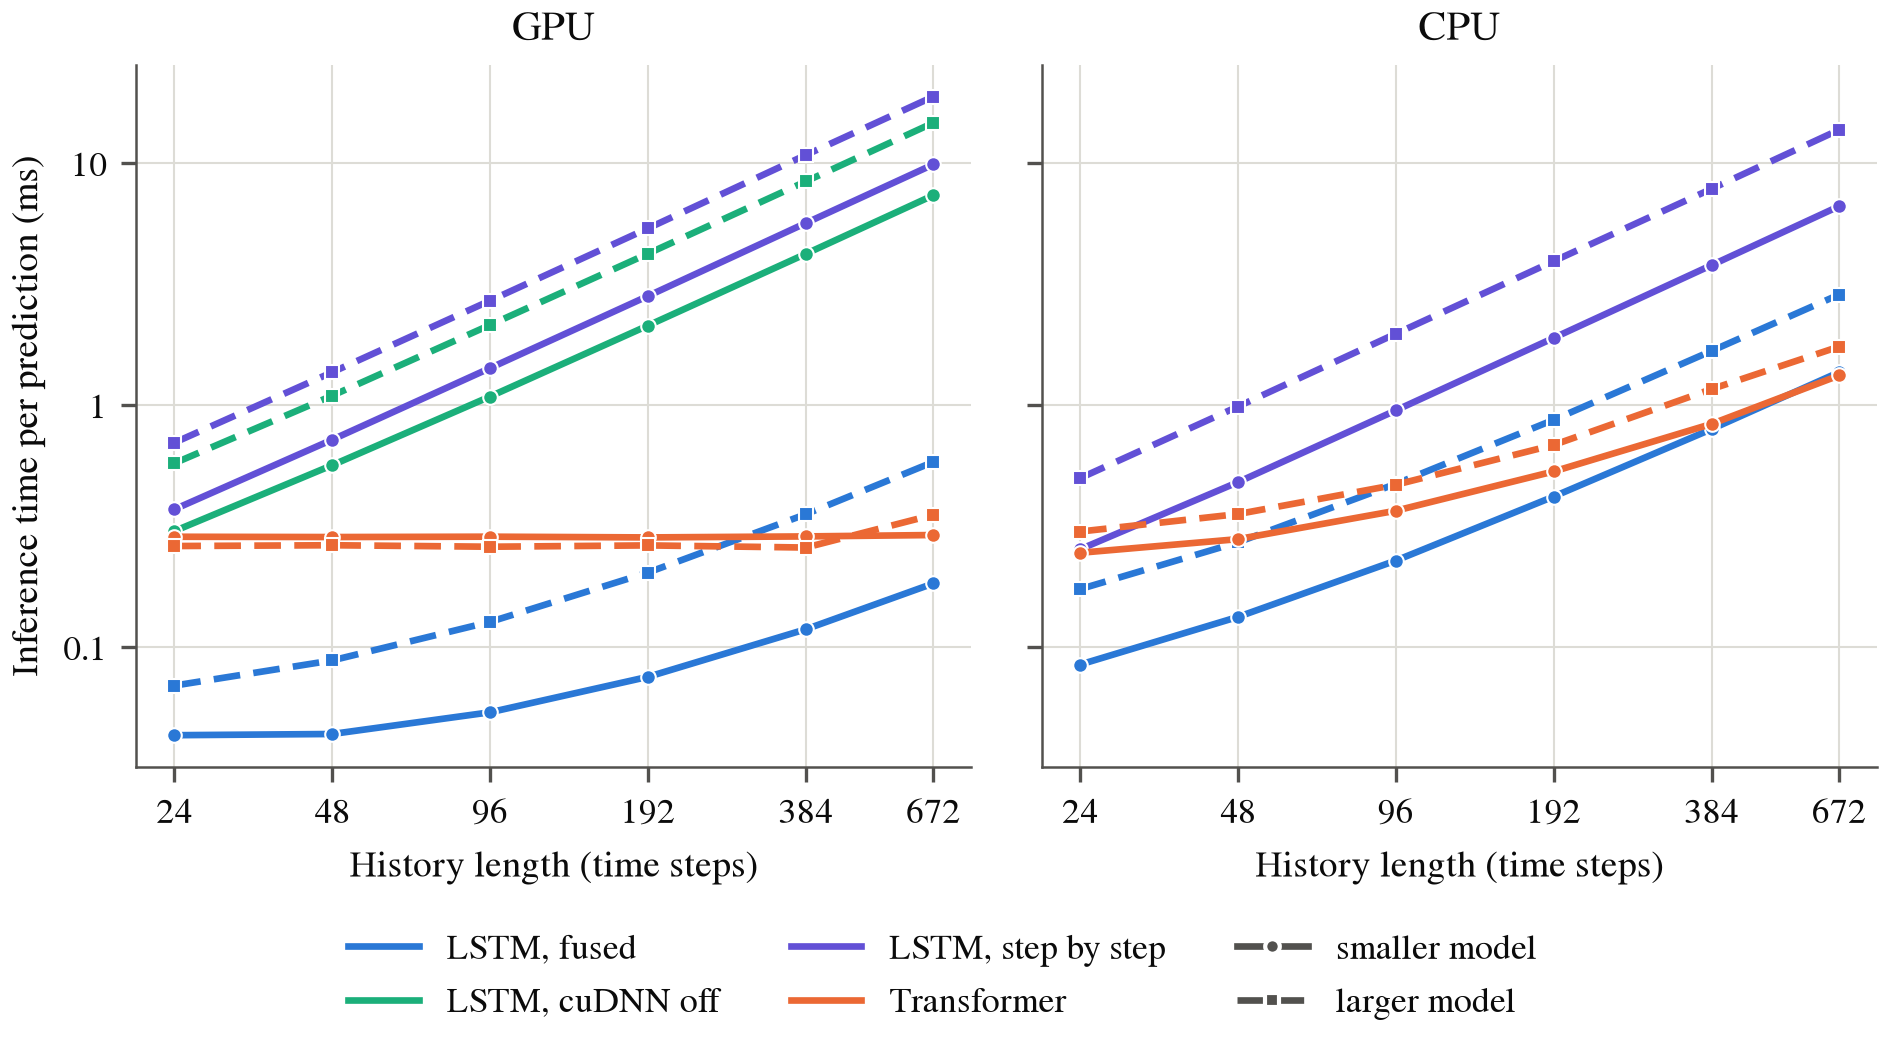 GPU
CPU
Inference time per prediction (ms)
10
1
0.1
24 48 96 192 384 672
24 48 96 192 384 672
History length (time steps)
History length (time steps)
LSTM, fused
LSTM, step by step
smaller model
LSTM, cuDNN off
Transformer
larger model